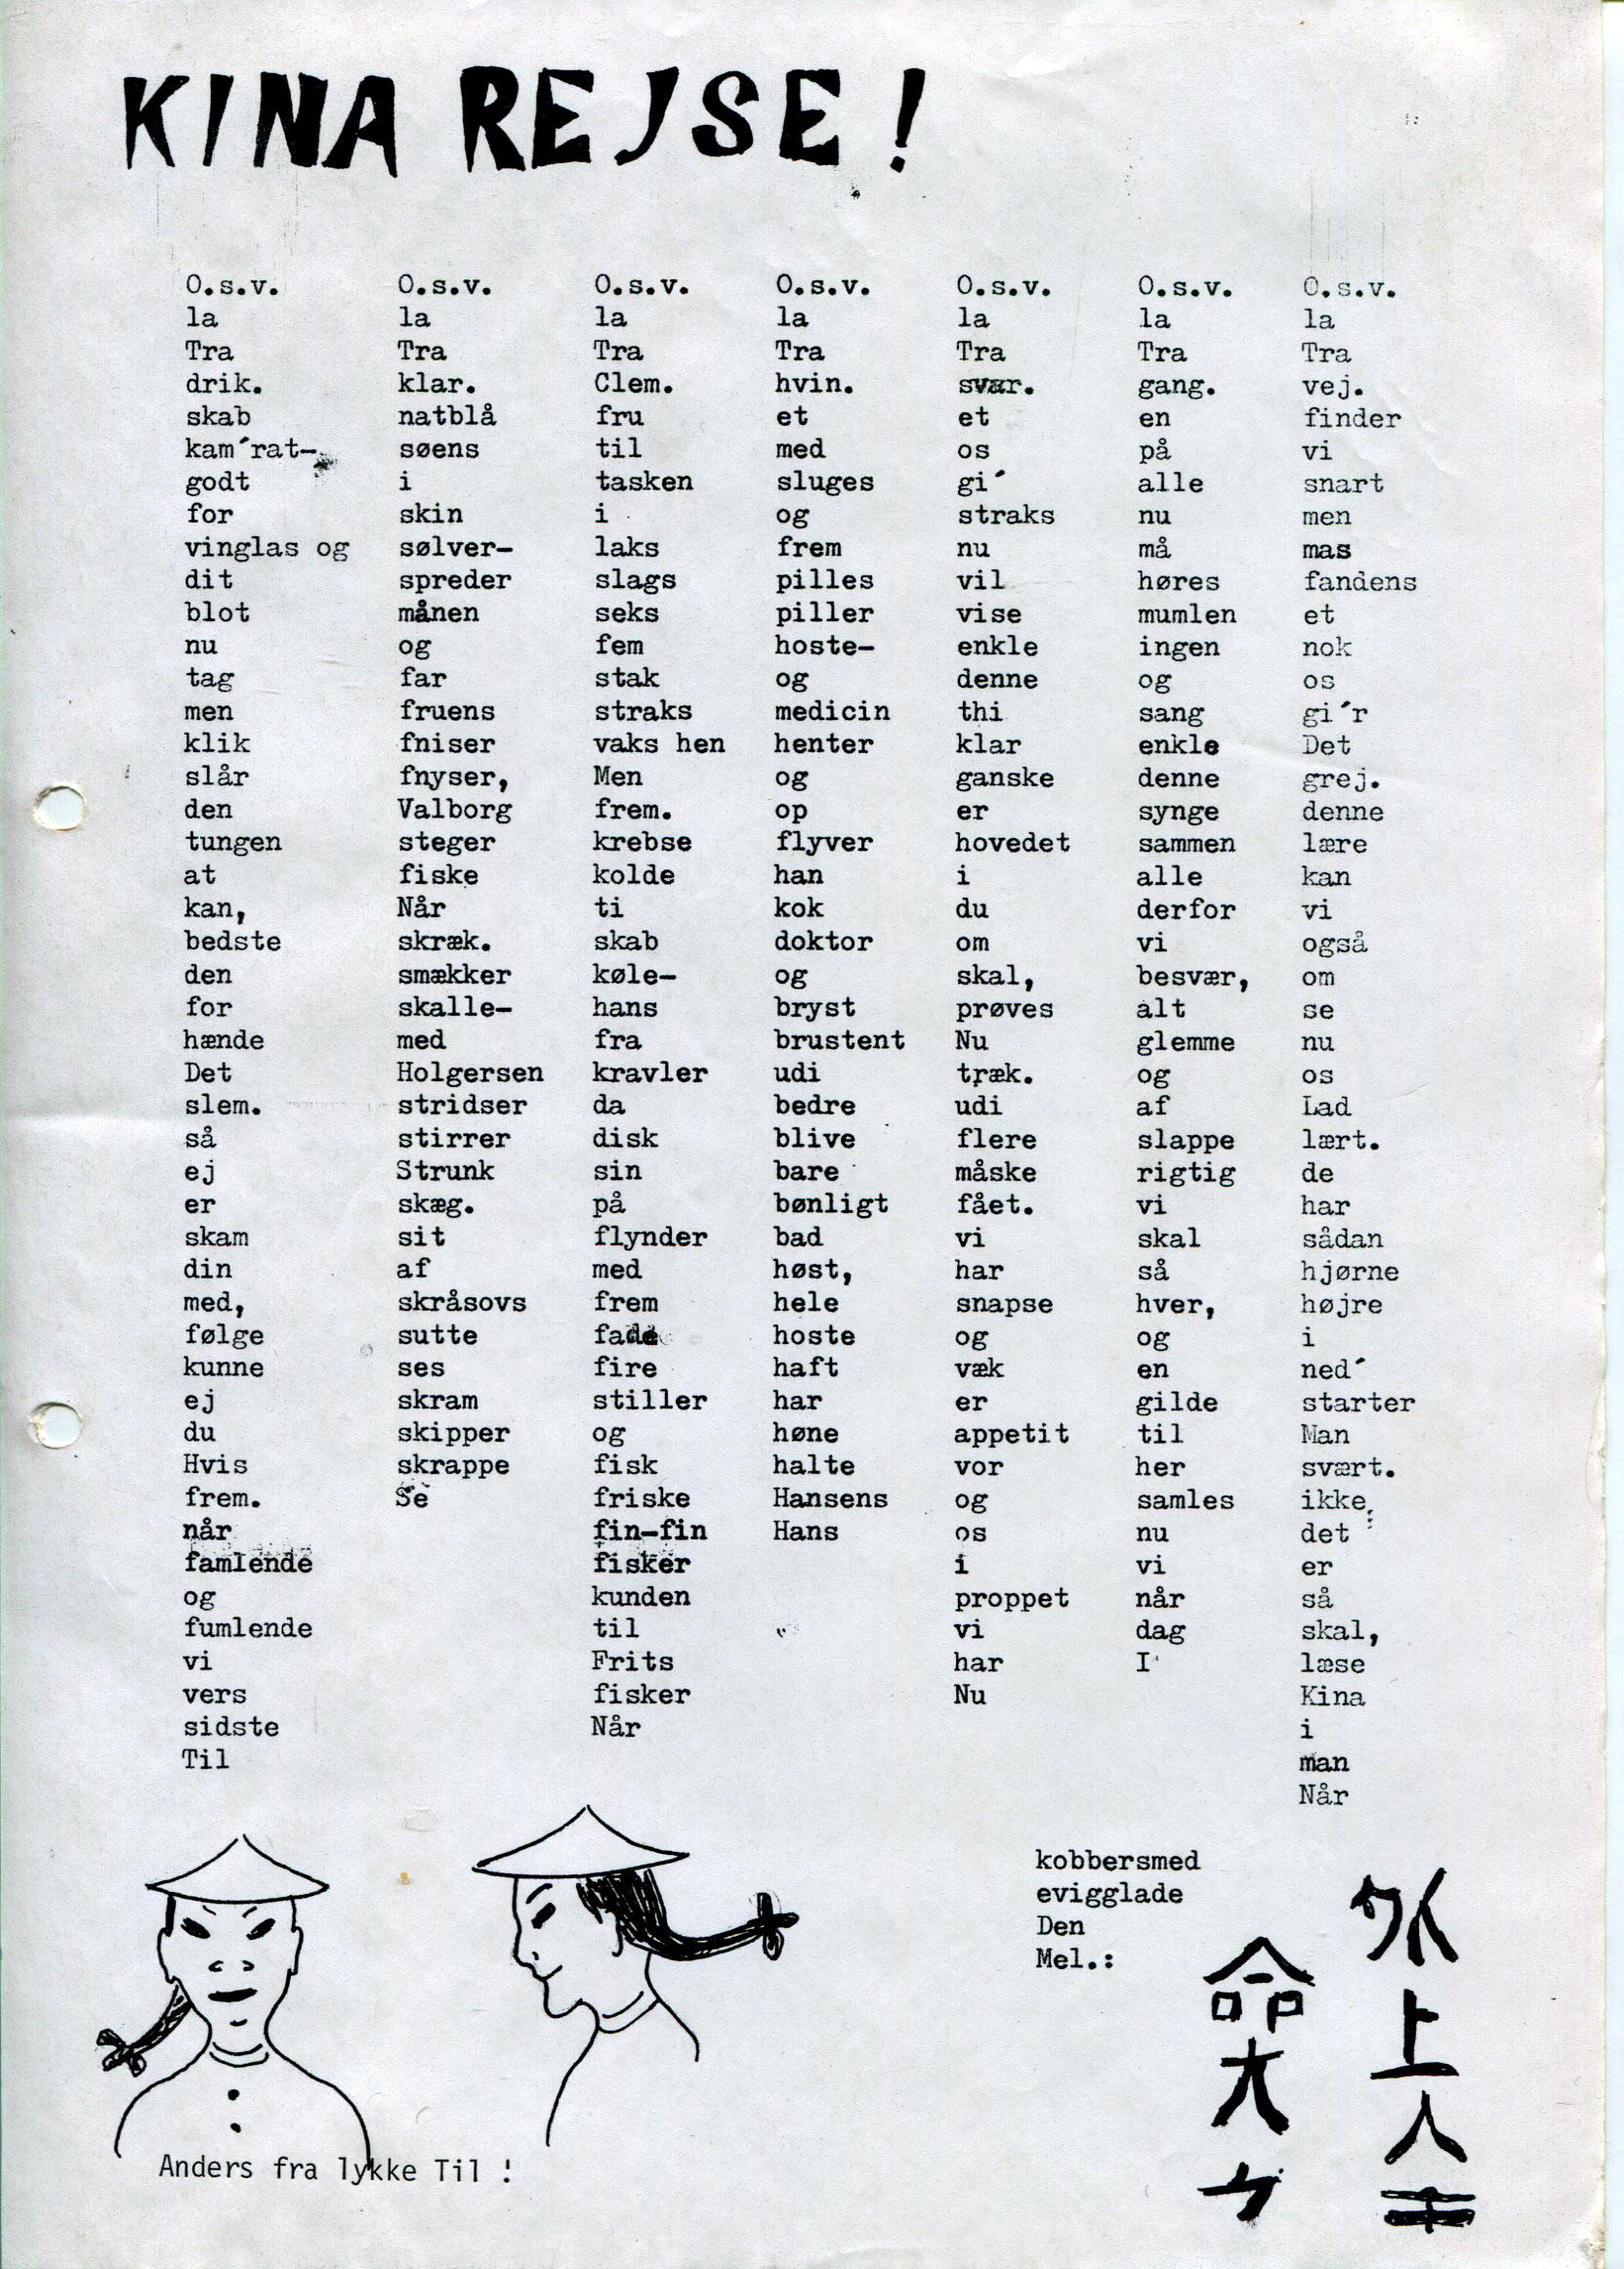 KINA REJSE!
O.s.v. O.s.v. O.s.v. O.s.v. O.s.v. O.s.v. O.s.v.
la la la la la la la
Tra Tra Tra Tra Tra Tra Tra
drik. klar. Clem. hvin. svar. gang. vej.
skab natblå fru et et en finder
kam´rat- søens til med os på vi
godt i tasken sluges gi´ alle snart
for skin i og straks nu men
vinglas og sølver- laks frem nu må mas
dit spreder slags pilles vil høres fandens
blot månen seks piller vise mumlen et
nu og fem hoste- enkle ingen nok
tag far stak og denne og os
men fruens straks medicin thi sang gi´r
klik fniser vaks hen henter klar enkle Det
slår fnyser, Men og ganske denne grej.
den Valborg frem. op er synge denne
tungen steger krebse flyver hovedet sammen lære
at fiske kolde han i alle kan
kan, Når ti kok du derfor vi
bedste skræk. skab doktor om vi også
den smækker køle- og skal, besvær, om
for skalle- hans bryst prøves alt se
hænde med fra brustent Nu glemme nu
Det Holgersen kravler udi træk. og os
slem. stridser da bedre udi af Lad
så stirrer disk blive flere slappe lært.
ej Strunk sin bare måske rigtig de
er skæg. på bønligt fået. vi har
skam sit flynder bad vi skal sådan
din af med høst, har så hjørne
med, skråsovs frem hele snapse hver, højre
følge sutte fade hoste og og i
kunne ses fire haft væk en ned´
ej skram stiller har er gilde starter
du skipper og høne appetit til Man
Hvis skrappe fisk halte vor her svært.
frem. Se friske Hansens og samles ikke
når fin-fin Hans os nu det
famlende fisker i vi er
og kunden proppet når så
fumlende til vi dag skal,
vi Frits har I læse
vers fisker Nu Kina
sidste Når i
Til man
Når
kobbersmed
evigglade
Den
Mel.:
外上人
命大
Anders fra lykke Til !